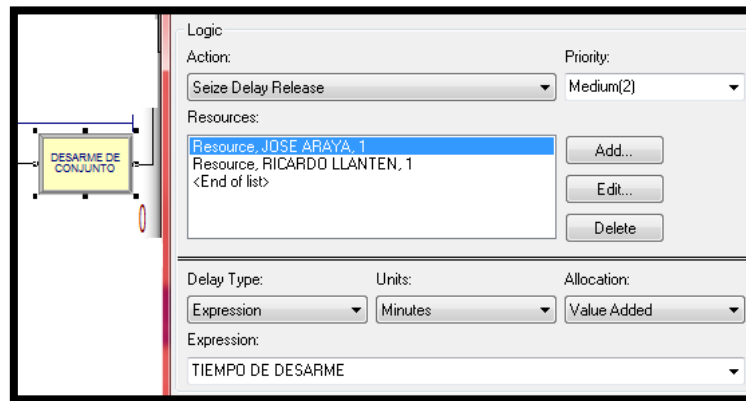 DESARME DE
CONJUNTO
0
Logic
Action:
Priority:
Seize Delay Release
Medium(2)
Resources:
Resource, JOSE ARAYA, 1
Resource, RICARDO LLANTEN, 1
<End of list>
Add...
Edit...
Delete
Delay Type:
Units:
Allocation:
Expression
Minutes
Value Added
Expression:
TIEMPO DE DESARME